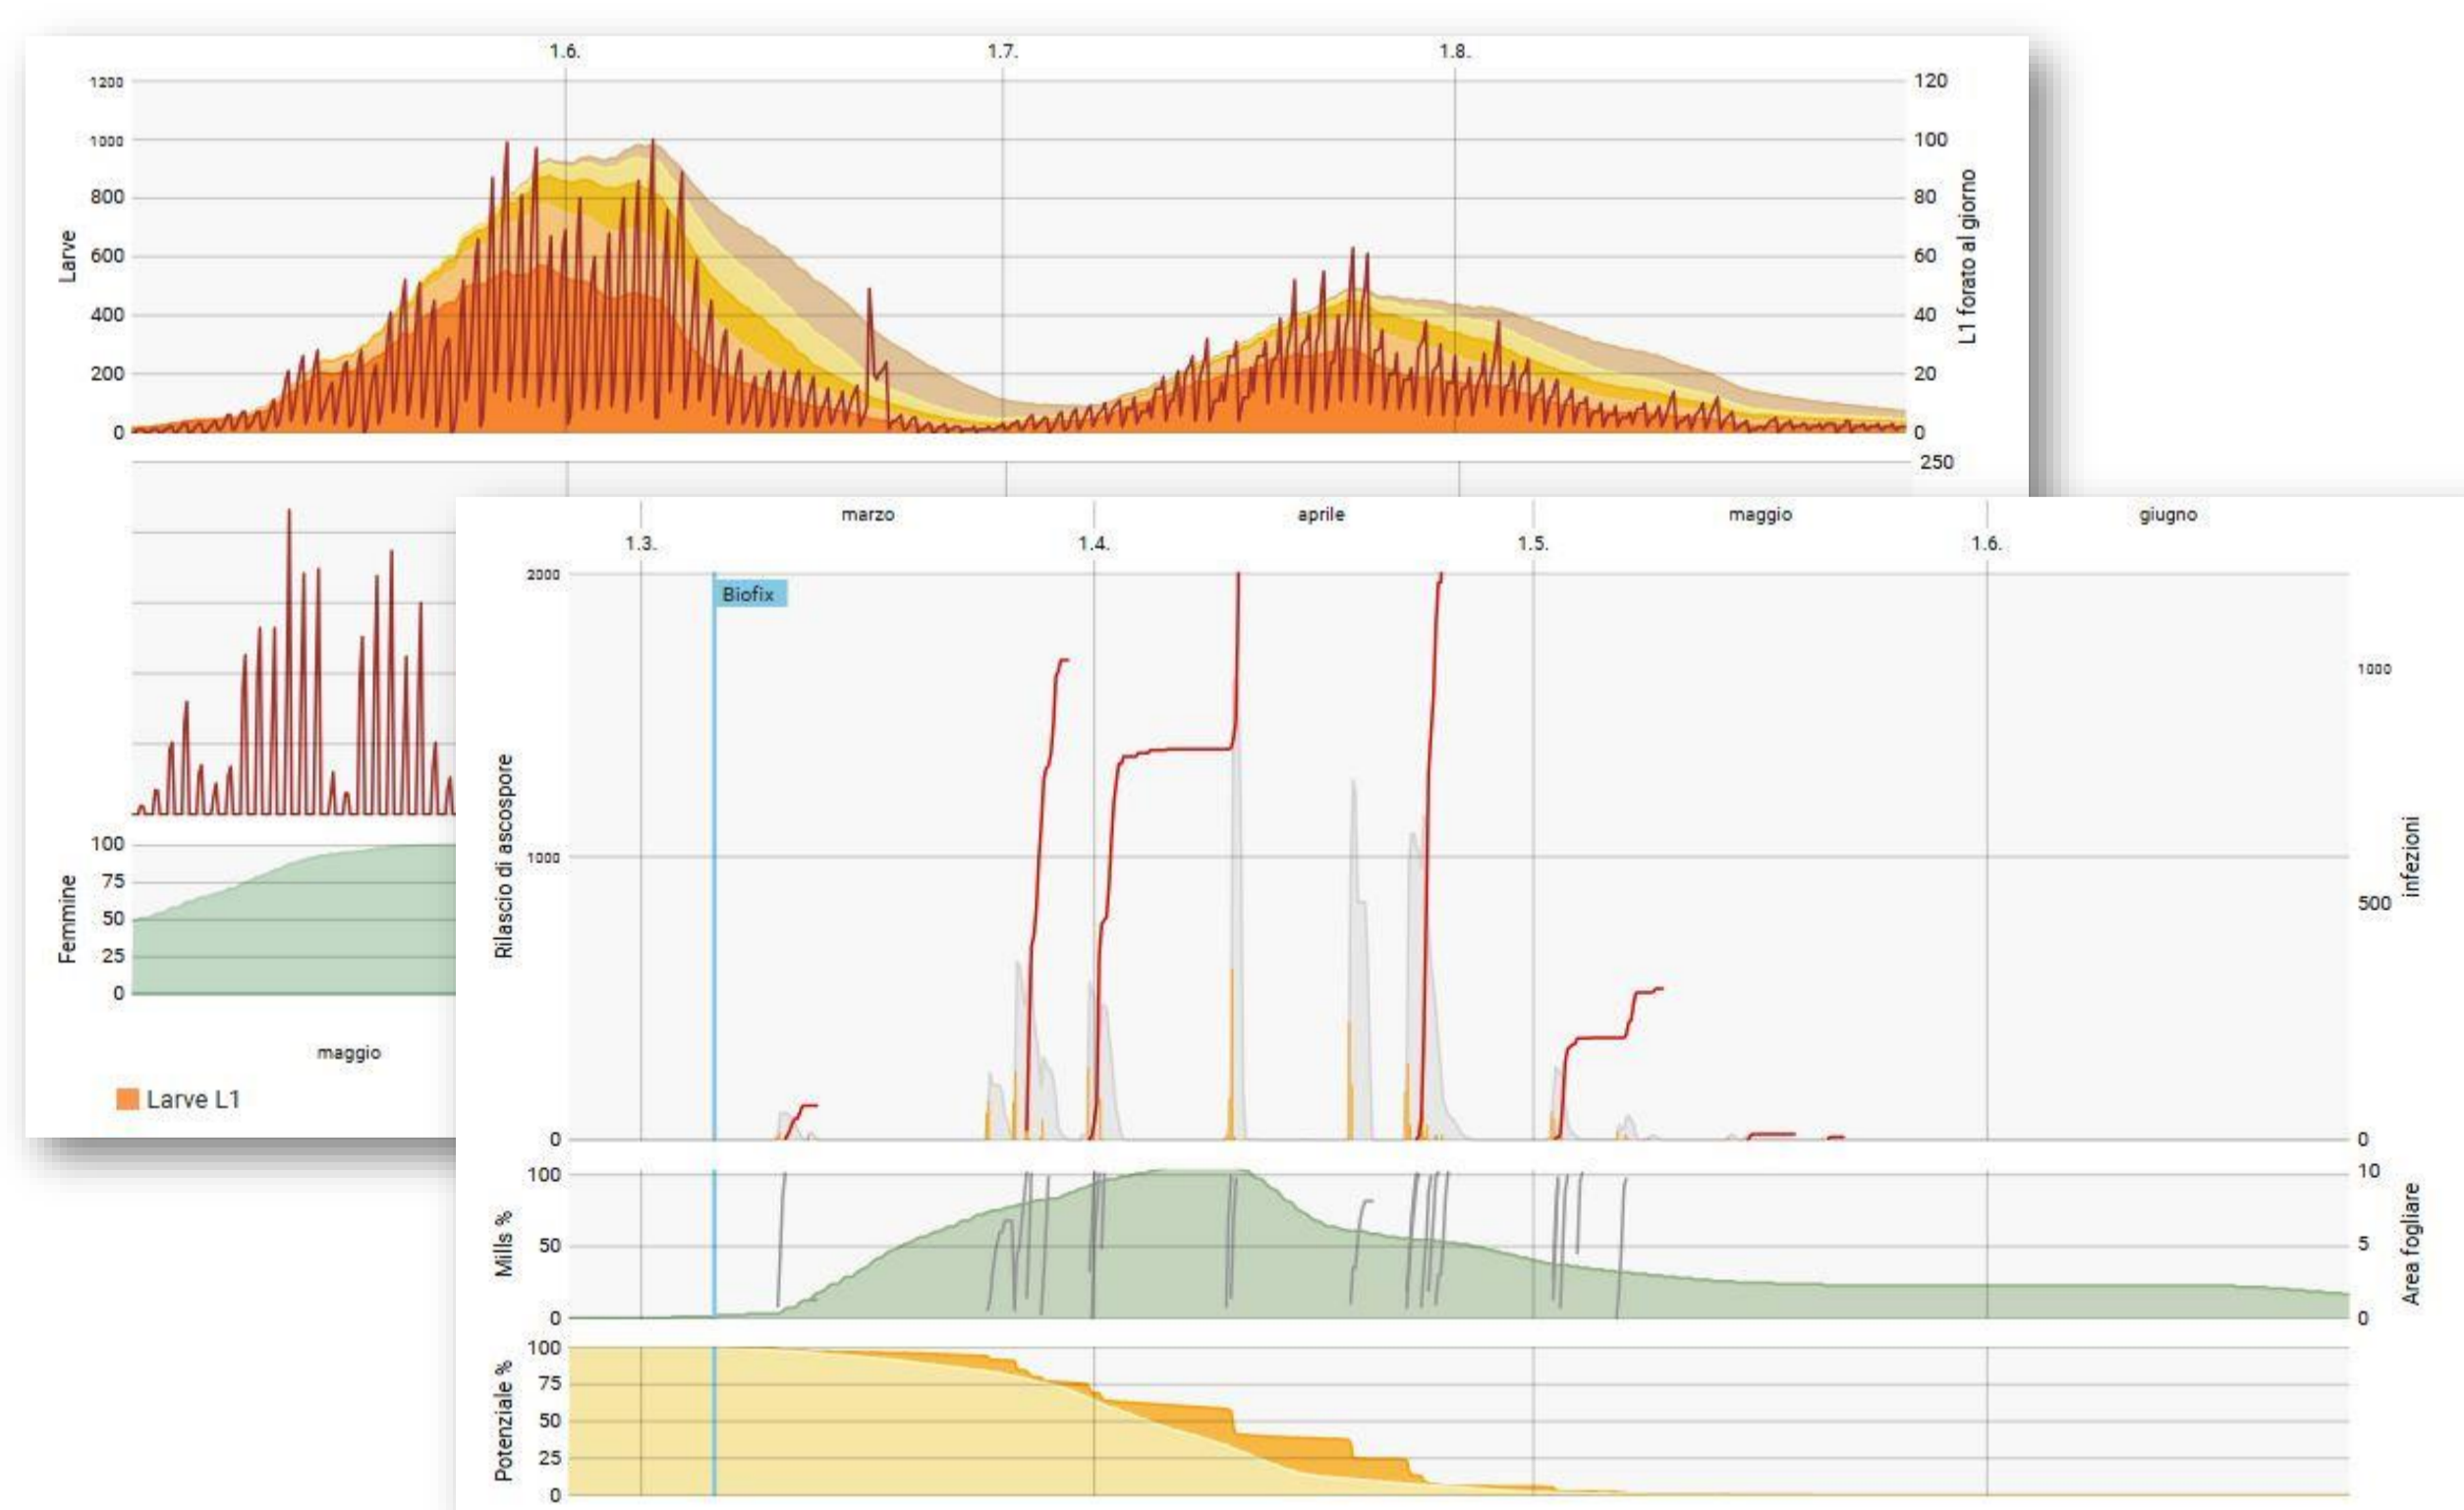 1.6. 1.7. 1.8.
1200 120
1000 100
800 80
600 60
400 40
200 20
0 0
Larve
L1 forato al giorno
250
100
75
50
25
0
Femmine
maggio
Larve L1
marzo aprile maggio giugno
1.3. 1.4. 1.5. 1.6.
Biofix
2000
1000
0
Rilascio di ascospore
1000
500
0
infezioni
100
50
0
Mills %
10
5
0
Area fogliare
100
75
50
25
0
Potenziale %